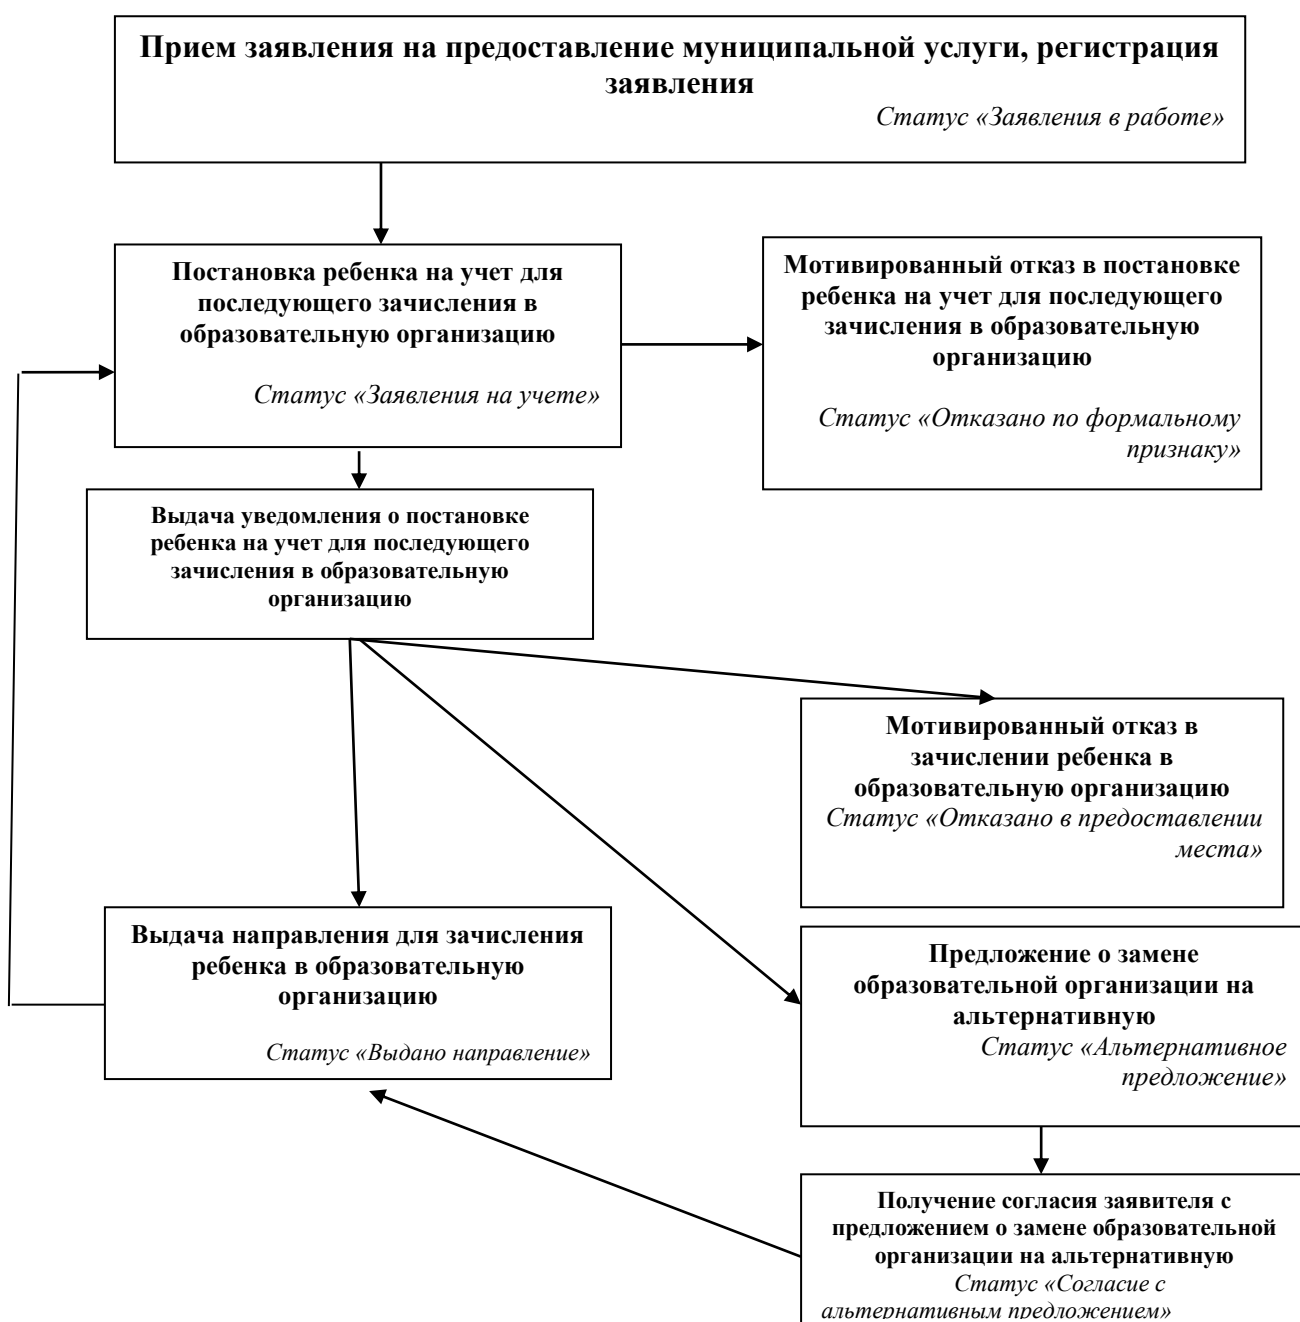 Прием заявления на предоставление муниципальной услуги, регистрация
заявления
Статус «Заявления в работе»
Постановка ребенка на учет для
последующего зачисления в
образовательную организацию
Статус «Заявления на учете»
Мотивированный отказ в постановке
ребенка на учет для последующего
зачисления в образовательную
организацию
Статус «Отказано по формальному
признаку»
Выдача уведомления о постановке
ребенка на учет для последующего
зачисления в образовательную
организацию
Мотивированный отказ в
зачислении ребенка в
образовательную организацию
Статус «Отказано в предоставлении
места»
Выдача направления для зачисления
ребенка в образовательную
организацию
Статус «Выдано направление»
Предложение о замене
образовательной организации на
альтернативную
Статус «Альтернативное
предложение»
Получение согласия заявителя с
предложением о замене образовательной
организации на альтернативную
Статус «Согласие с
альтернативным предложением»